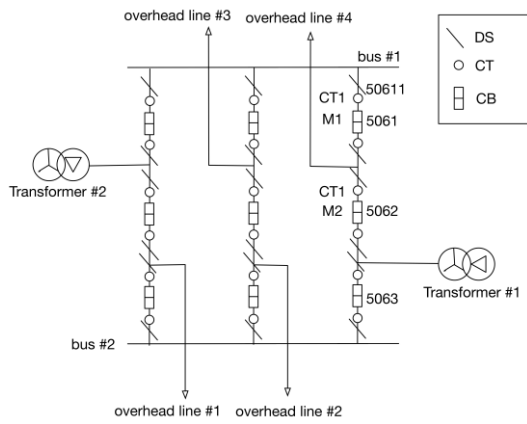 overhead line #3
overhead line #4
bus #1
DS
CT
CB
CT1
50611
M1
5061
Transformer #2
CT1
M2
5062
Transformer #1
5063
bus #2
overhead line #1
overhead line #2